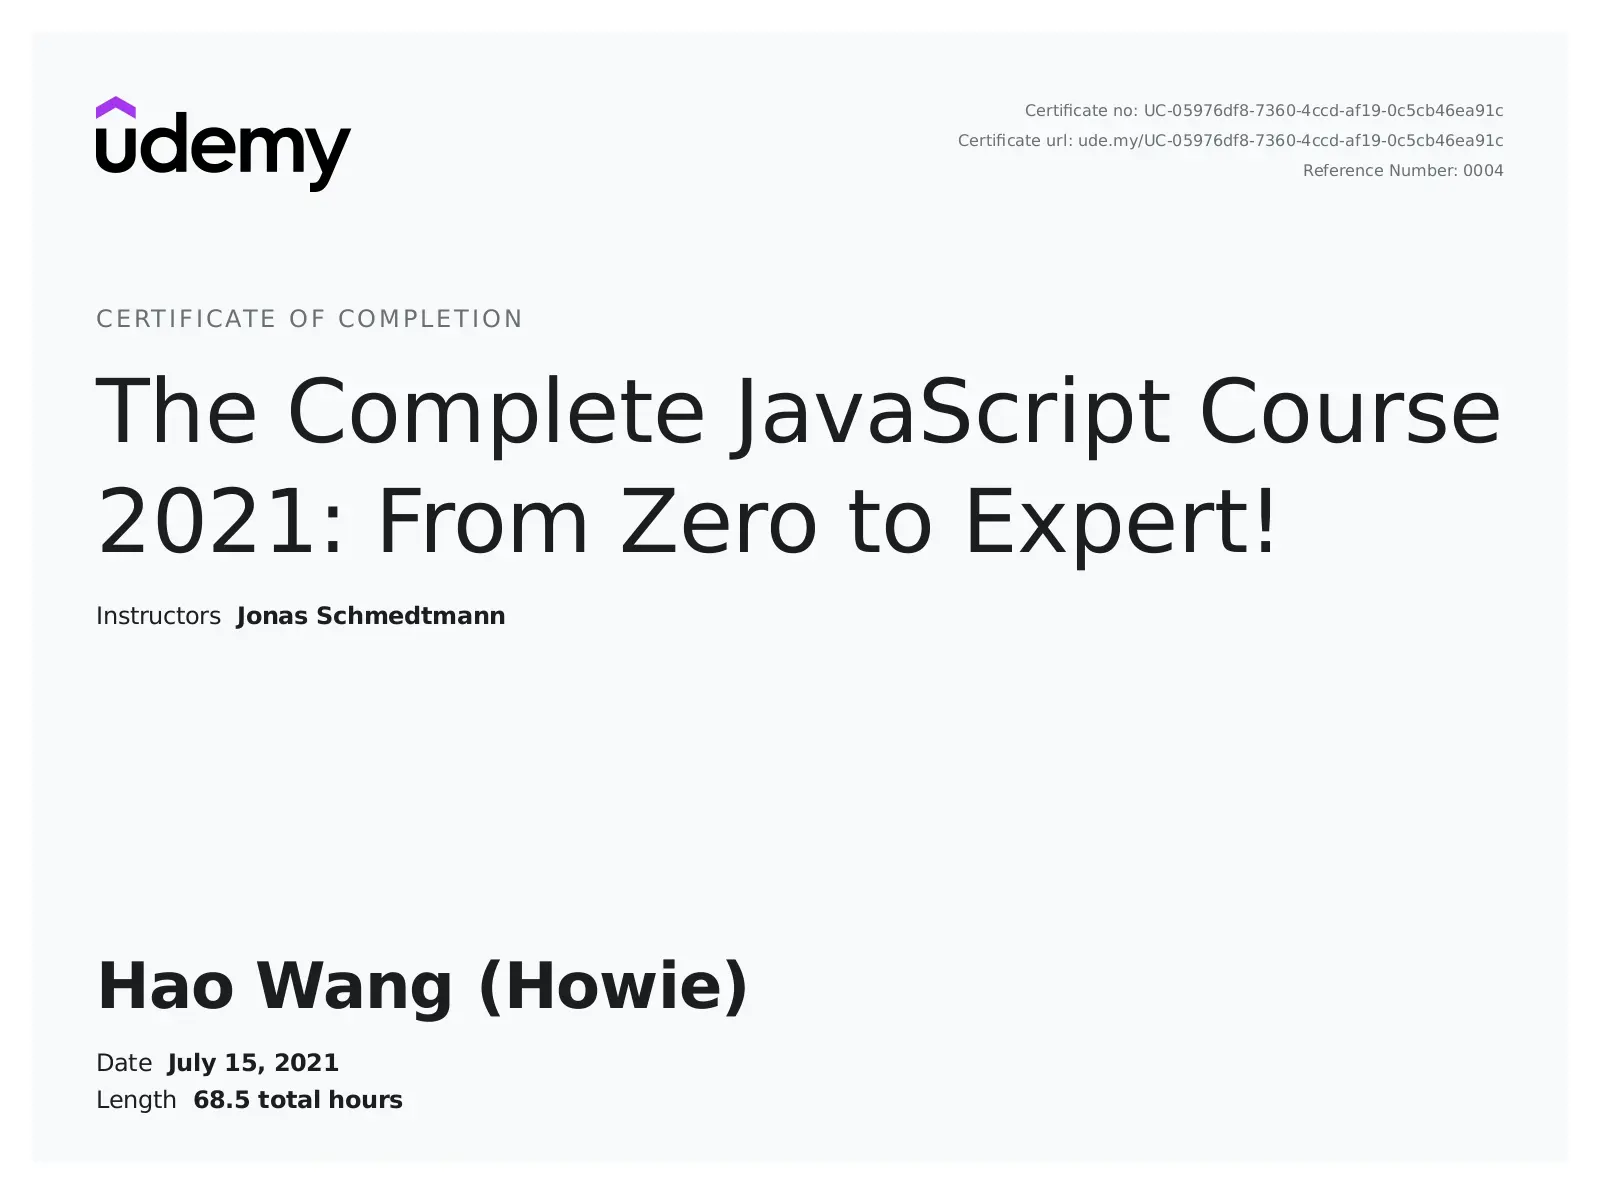 udemy
Certificate no: UC-05976df8-7360-4ccd-af19-0c5cb46ea91c
Certificate url: ude.my/UC-05976df8-7360-4ccd-af19-0c5cb46ea91c
Reference Number: 0004
CERTIFICATE OF COMPLETION
The Complete JavaScript Course
2021: From Zero to Expert!
Instructors Jonas Schmedtmann
Hao Wang (Howie)
Date July 15, 2021
Length 68.5 total hours